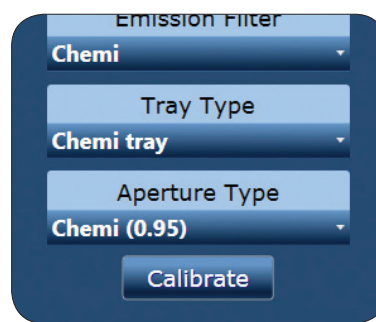 Emission Filter
Chemi
Tray Type
Chemi tray
Aperture Type
Chemi (0.95)
Calibrate